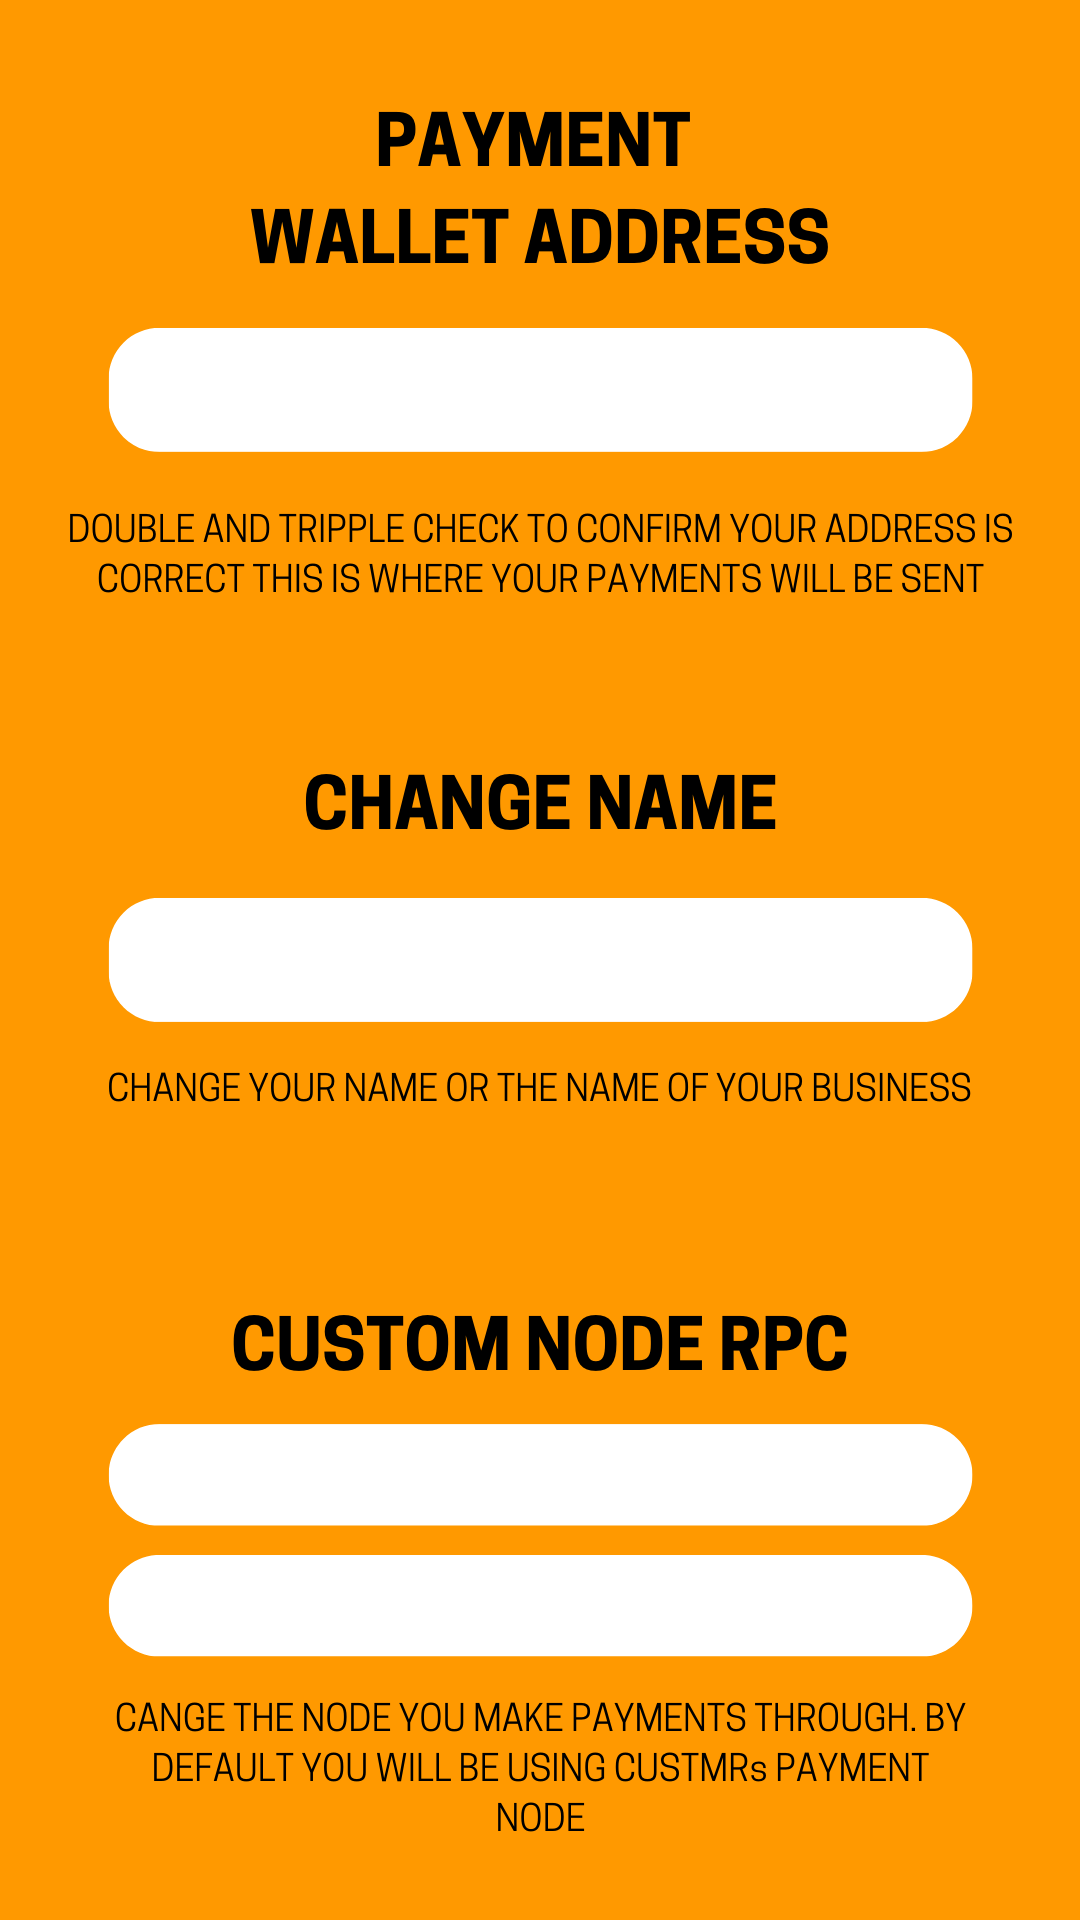 PAYMENT
WALLET ADDRESS
DOUBLE AND TRIPPLE CHECK TO CONFIRM YOUR ADDRESS IS
CORRECT THIS IS WHERE YOUR PAYMENTS WILL BE SENT
CHANGE NAME
CHANGE YOUR NAME OR THE NAME OF YOUR BUSINESS
CUSTOM NODE RPC
CANGE THE NODE YOU MAKE PAYMENTS THROUGH. BY
DEFAULT YOU WILL BE USING CUSTMRs PAYMENT
NODE